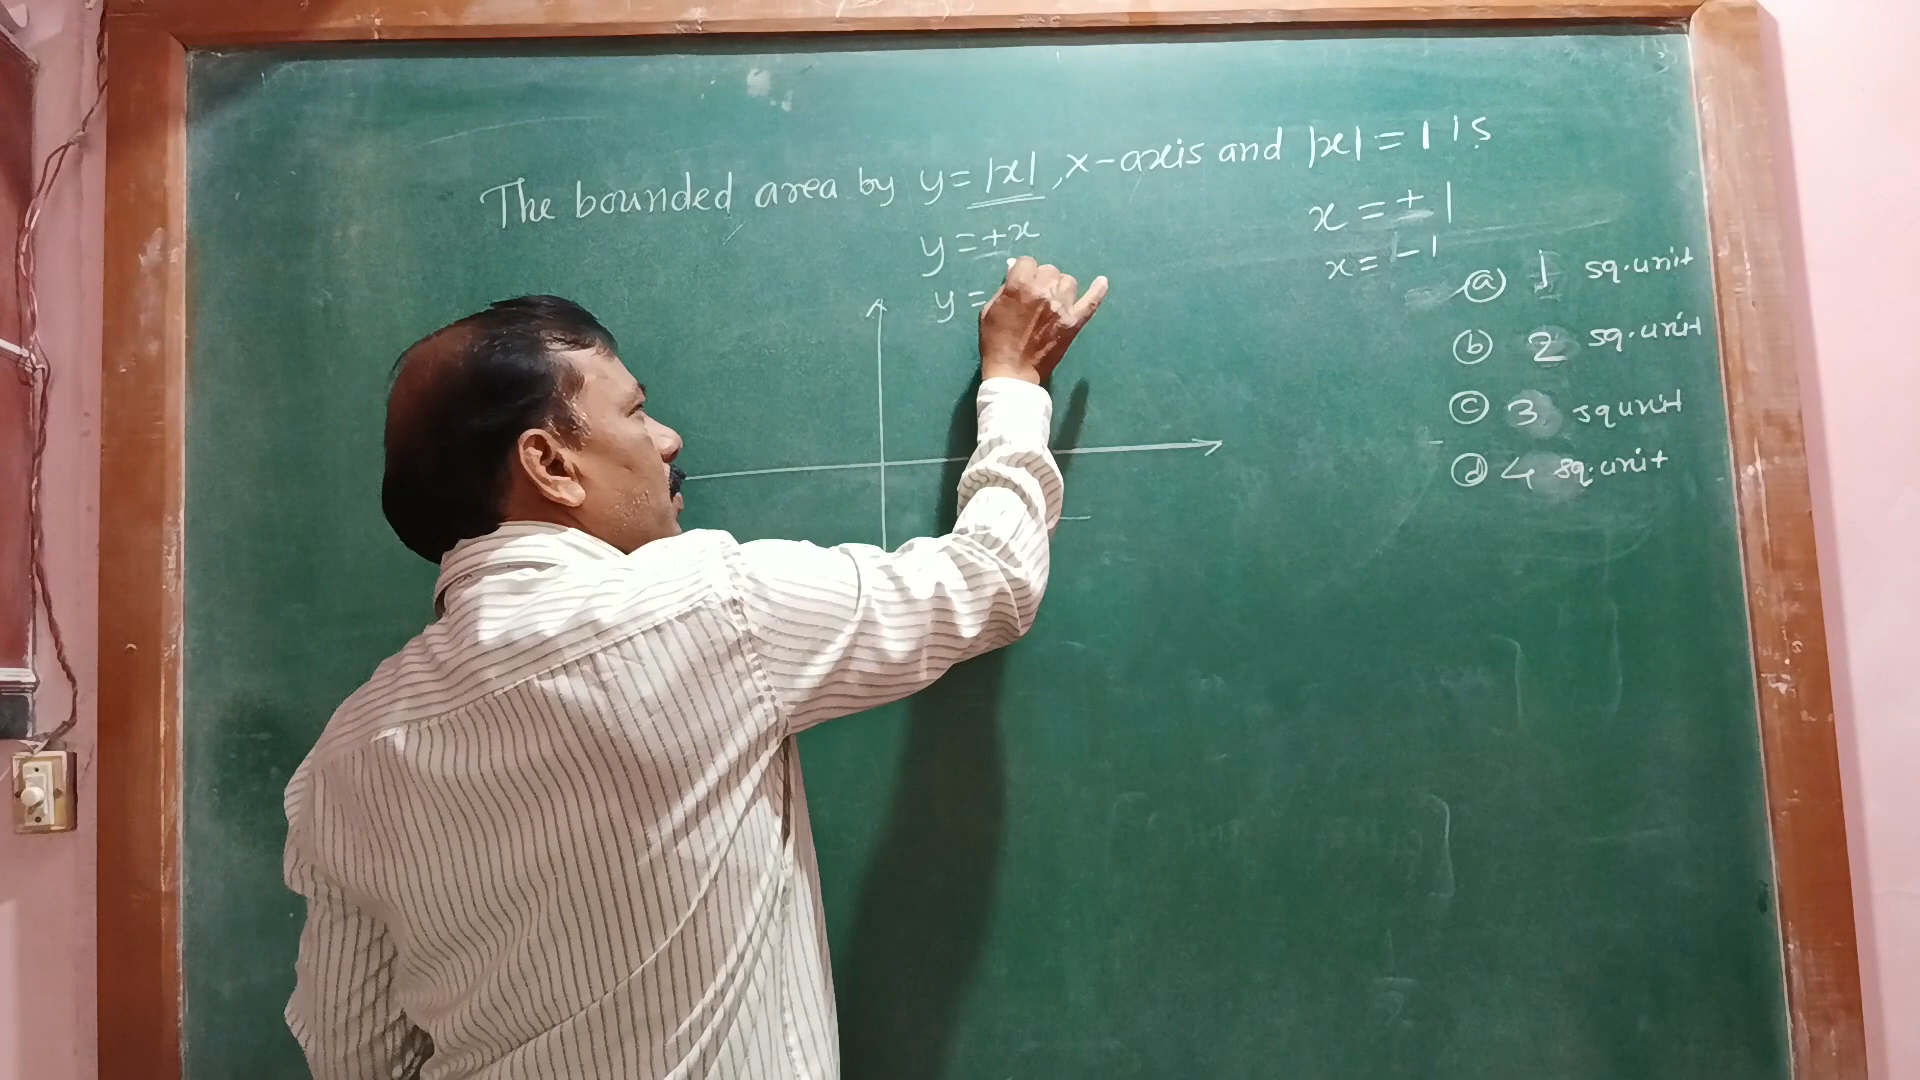 The bounded area by y=|x|, x-axis and |x|=1 is
y=+x
y=
x=+1
x=-1
(a) 1 sq.unit
(b) 2 sq.unit
(c) 3 sq unit
(d) 4 sq.unit